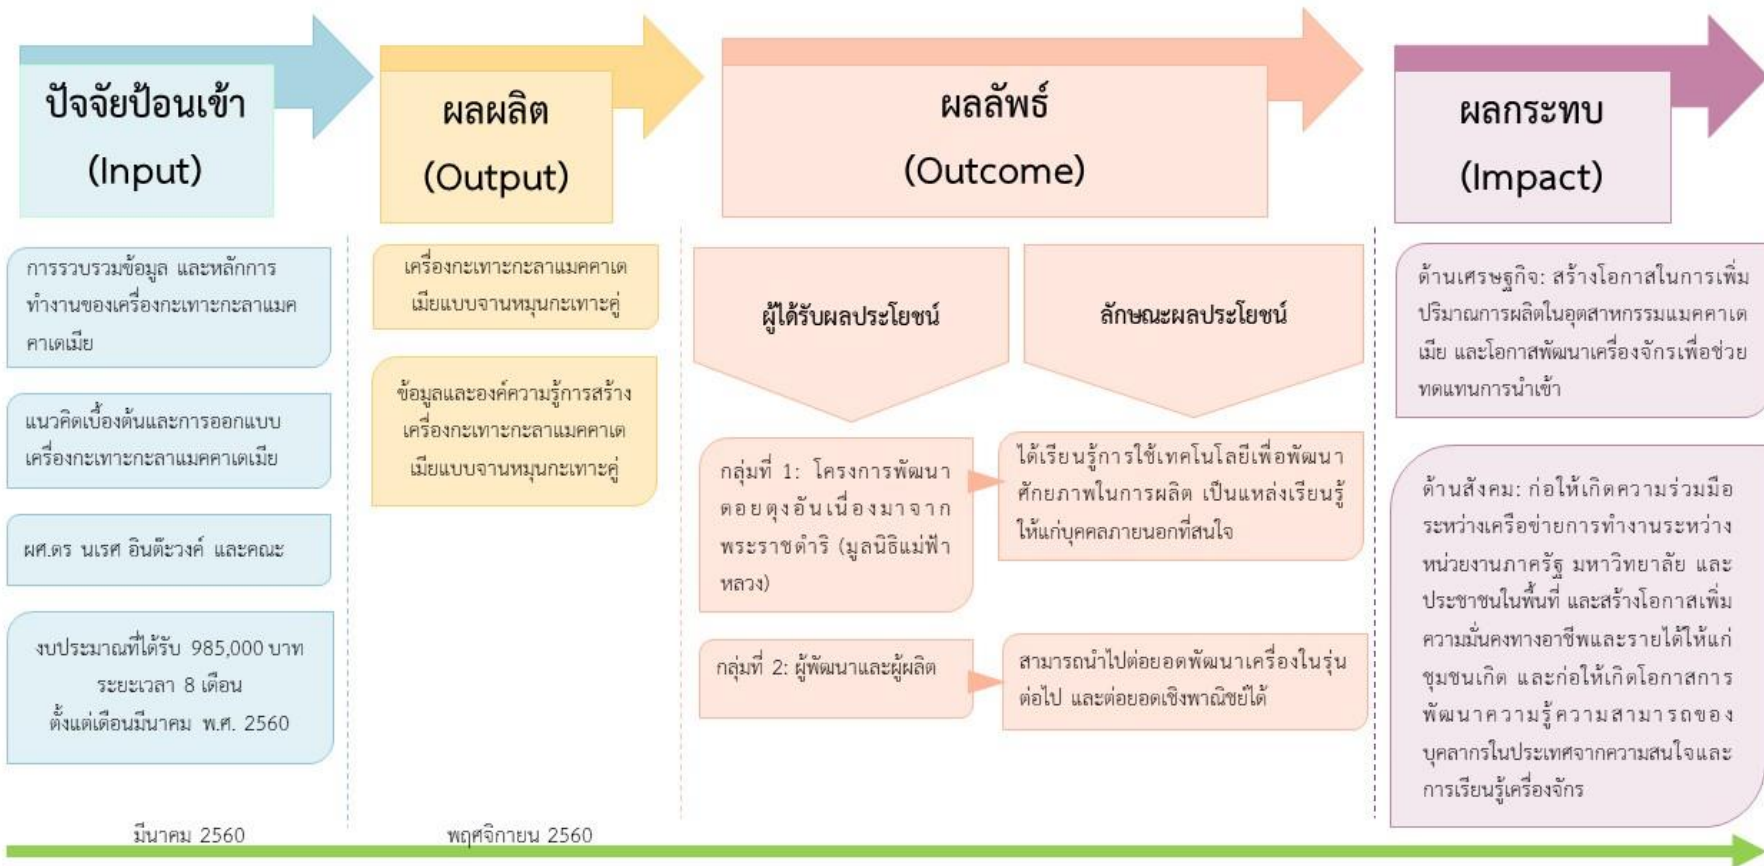 ปัจจัยป้อนเข้า
(Input)
ผลผลิต
(Output)
ผลลัพธ์
(Outcome)
ผลกระทบ
(Impact)
การรวบรวมข้อมูล และหลักการ
ทำงานของเครื่องกะเทาะกะลาแมค
คาเดเมีย
แนวคิดเบื้องต้นและการออกแบบ
เครื่องกะเทาะกะลาแมคคาเดเมีย
ผศ.ดร นเรศ อินต๊ะวงค์ และคณะ
งบประมาณที่ได้รับ 985,000 บาท
ระยะเวลา 8 เดือน
ตั้งแต่เดือนมีนาคม พ.ศ. 2560
เครื่องกะเทาะกะลาแมคคาเด
เมียแบบจานหมุนกะเทาะคู่
ข้อมูลและองค์ความรู้การสร้าง
เครื่องกะเทาะกะลาแมคคาเด
เมียแบบจานหมุนกะเทาะคู่
ผู้ได้รับผลประโยชน์
ลักษณะผลประโยชน์
กลุ่มที่ 1: โครงการพัฒนา
ดอยตุงอันเนื่องมาจาก
พระราชดำริ (มูลนิธิแม่ฟ้า
หลวง)
ได้เรียนรู้การใช้เทคโนโลยีเพื่อพัฒนา
ศักยภาพในการผลิต เป็นแหล่งเรียนรู้
ให้แก่บุคคลภายนอกที่สนใจ
กลุ่มที่ 2: ผู้พัฒนาและผู้ผลิต
สามารถนำไปต่อยอดพัฒนาเครื่องในรุ่น
ต่อไป และต่อยอดเชิงพาณิชย์ได้
ด้านเศรษฐกิจ: สร้างโอกาสในการเพิ่ม
ปริมาณการผลิตในอุตสาหกรรมแมคคาเด
เมีย และโอกาสพัฒนาเครื่องจักรเพื่อช่วย
ทดแทนการนำเข้า
ด้านสังคม: ก่อให้เกิดความร่วมมือ
ระหว่างเครือข่ายการทำงานระหว่าง
หน่วยงานภาครัฐ มหาวิทยาลัย และ
ประชาชนในพื้นที่ และสร้างโอกาสเพิ่ม
ความมั่นคงทางอาชีพและรายได้ให้แก่
ชุมชนเกิด และก่อให้เกิดโอกาสการ
พัฒนาความรู้ความสามารถของ
บุคลากรในประเทศจากความสนใจและ
การเรียนรู้เครื่องจักร
มีนาคม 2560
พฤศจิกายน 2560